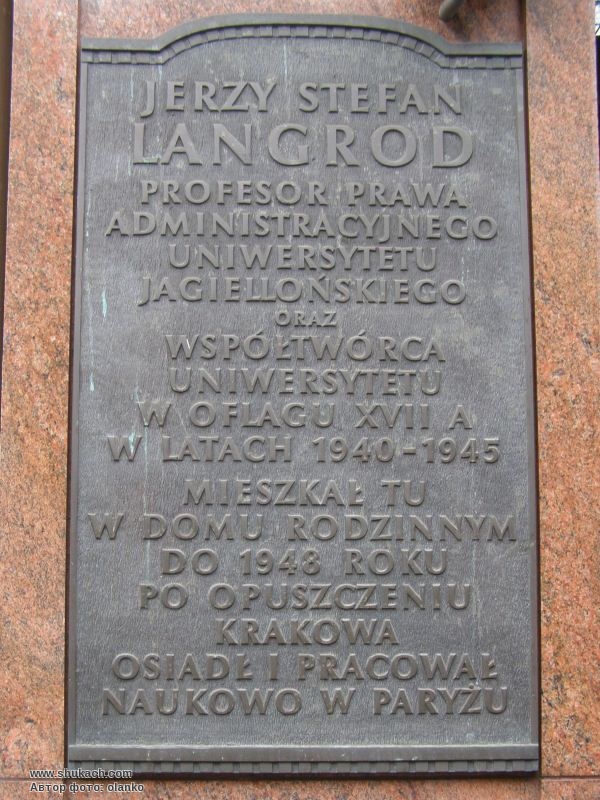 JERZY STEFAN
LANGROD
PROFESOR PRAWA
ADMINISTRACYJNEGO
UNIWERSYTETU
JAGIELLOŃSKIEGO
ORAZ
WSPÓŁTWÓRCA
UNIWERSYTETU
W OFLAGU XVII A
W LATACH 1940-1945
MIESZKAŁ TU
W DOMU RODZINNYM
DO 1948 ROKU
PO OPUSZCZENIU
KRAKOWA
OSIADŁ I PRACOWAŁ
NAUKOWO W PARYŻU
www.shukach.com
Автор фото: olanko